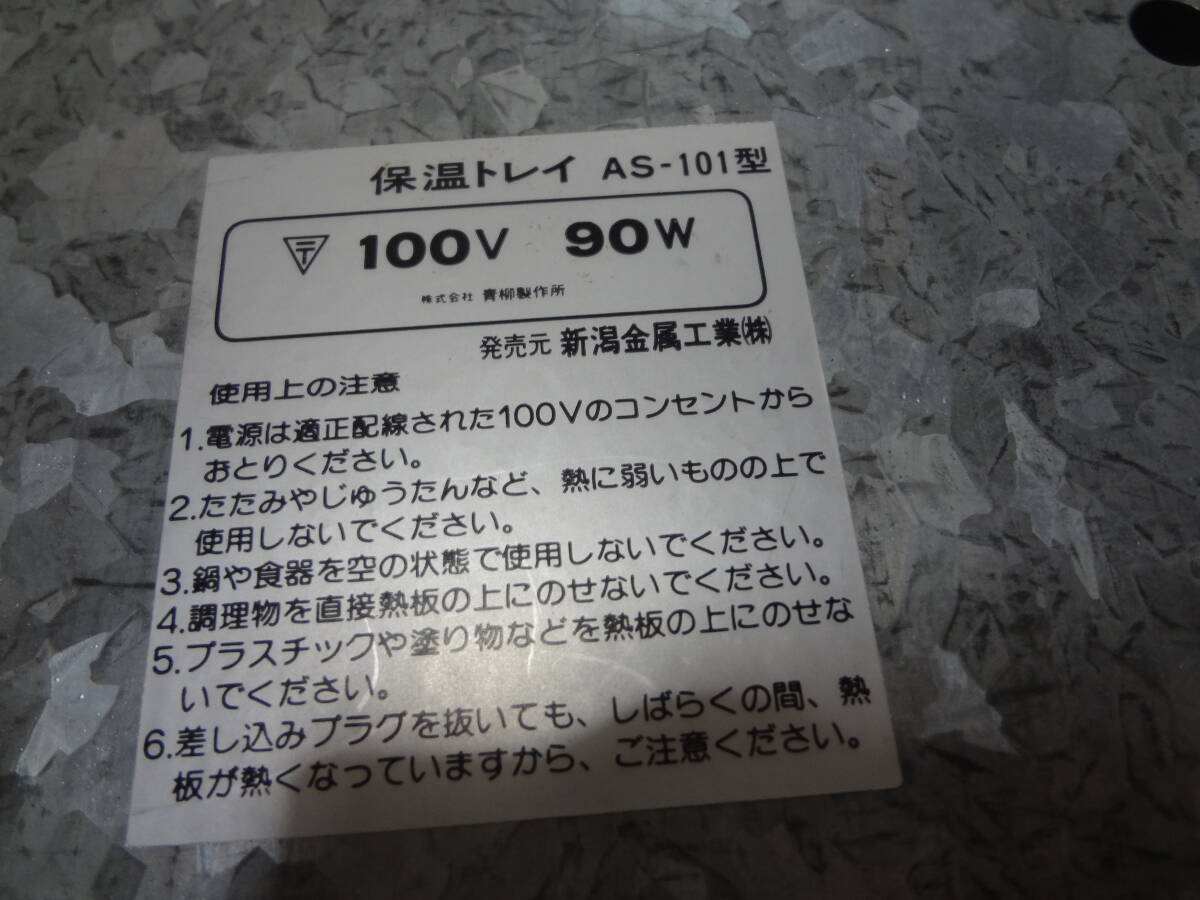 保温トレイ AS-101型
〒 100V 90W
株式会社 青柳製作所
発売元 新潟金属工業㈱
使用上の注意
1.電源は適正配線された100Vのコンセントから
おとりください。
2.たたみやじゅうたんなど、熱に弱いものの上で
使用しないでください。
3.鍋や食器を空の状態で使用しないでください。
4.調理物を直接熱板の上にのせないでください。
5.プラスチックや塗り物などを熱板の上にのせな
いでください。
6.差し込みプラグを抜いても、しばらくの間、熱
板が熱くなっていますから、ご注意ください。